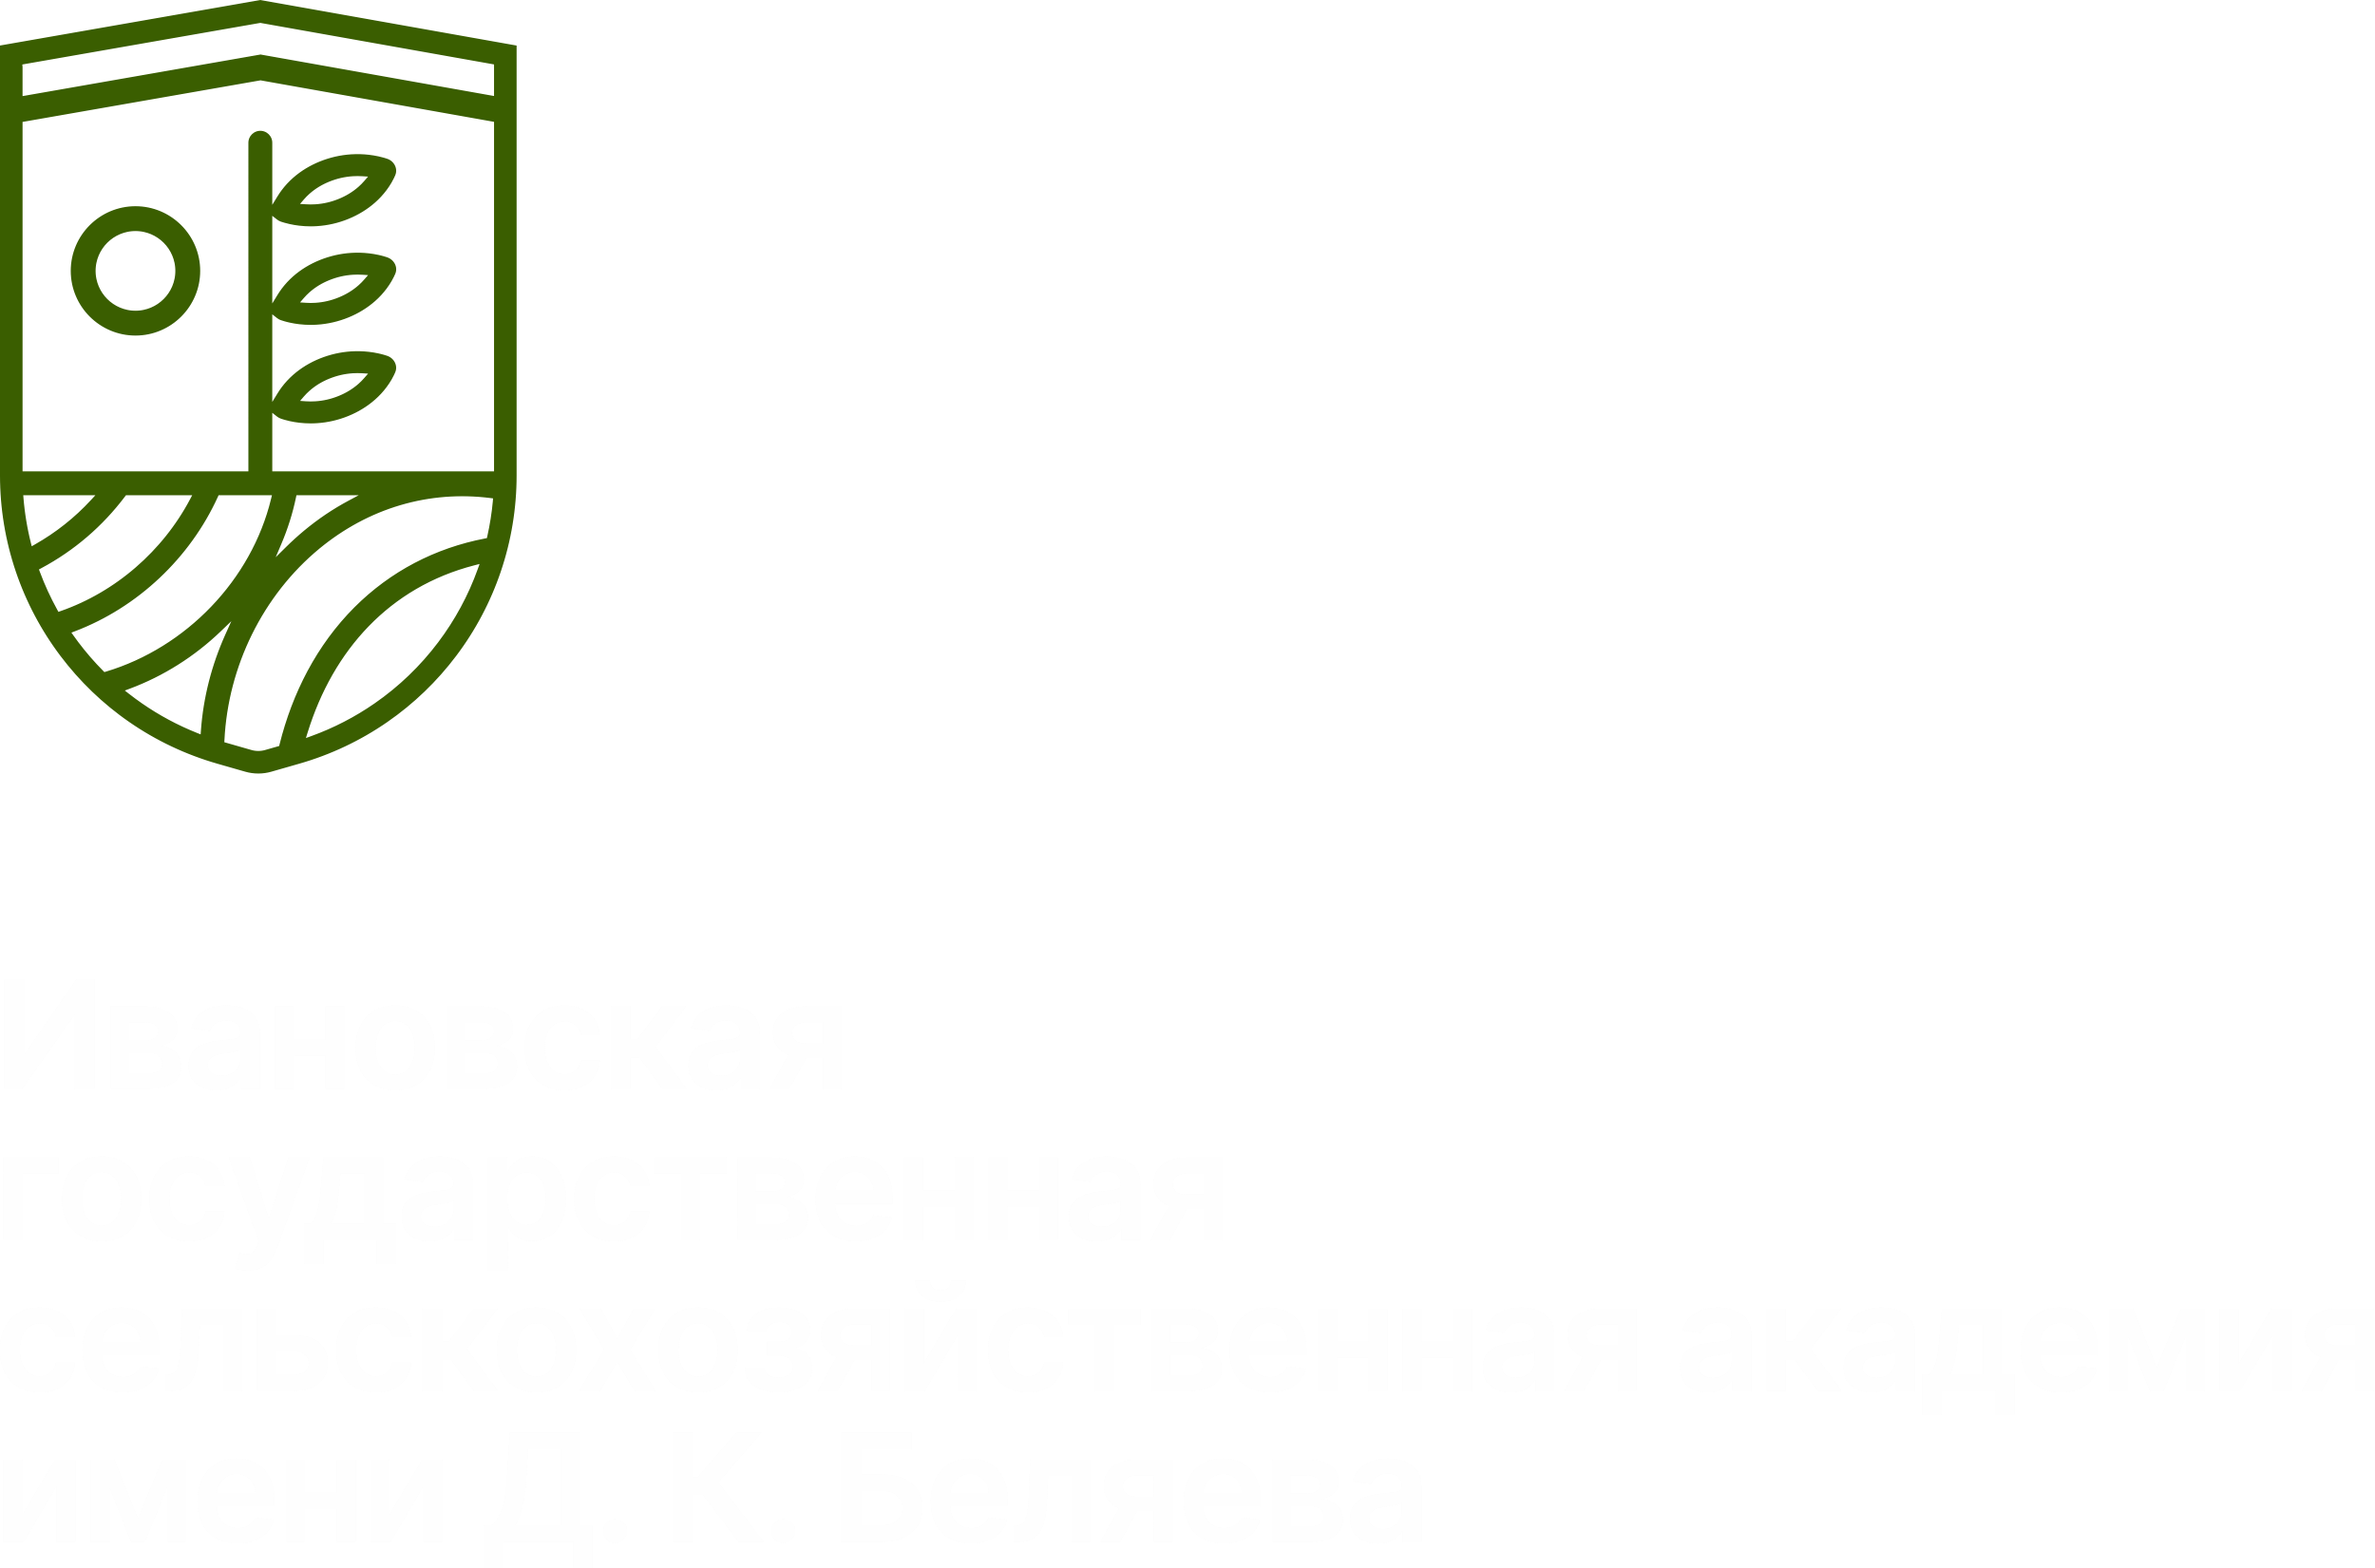 Ивановская
государственная
сельскохозяйственная академия
имени Д. К. Беляева